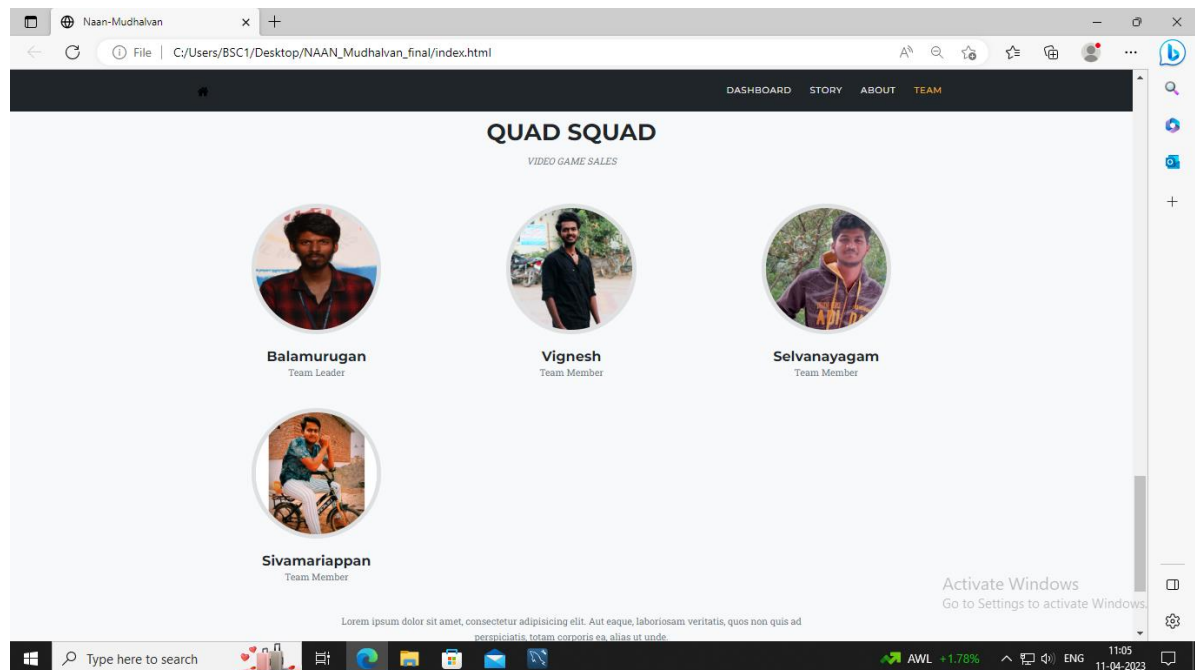 Naan-Mudhalvan
File | C:/Users/BSC1/Desktop/NAAN_Mudhalvan_final/index.html
DASHBOARD STORY ABOUT TEAM
QUAD SQUAD
VIDEO GAME SALES
Balamurugan Vignesh Selvanayagam
Team Leader Team Member Team Member
Sivamariappan
Team Member
Activate Windows
Go to Settings to activate Windows.
Lorem ipsum dolor sit amet, consectetur adipisicing elit. Aut eaque, laboriosam veritatis, quos non quis ad
perspiciatis, totam corporis ea, alias ut unde.
Type here to search AWL +1.78% ENG 11:05
11-04-2023